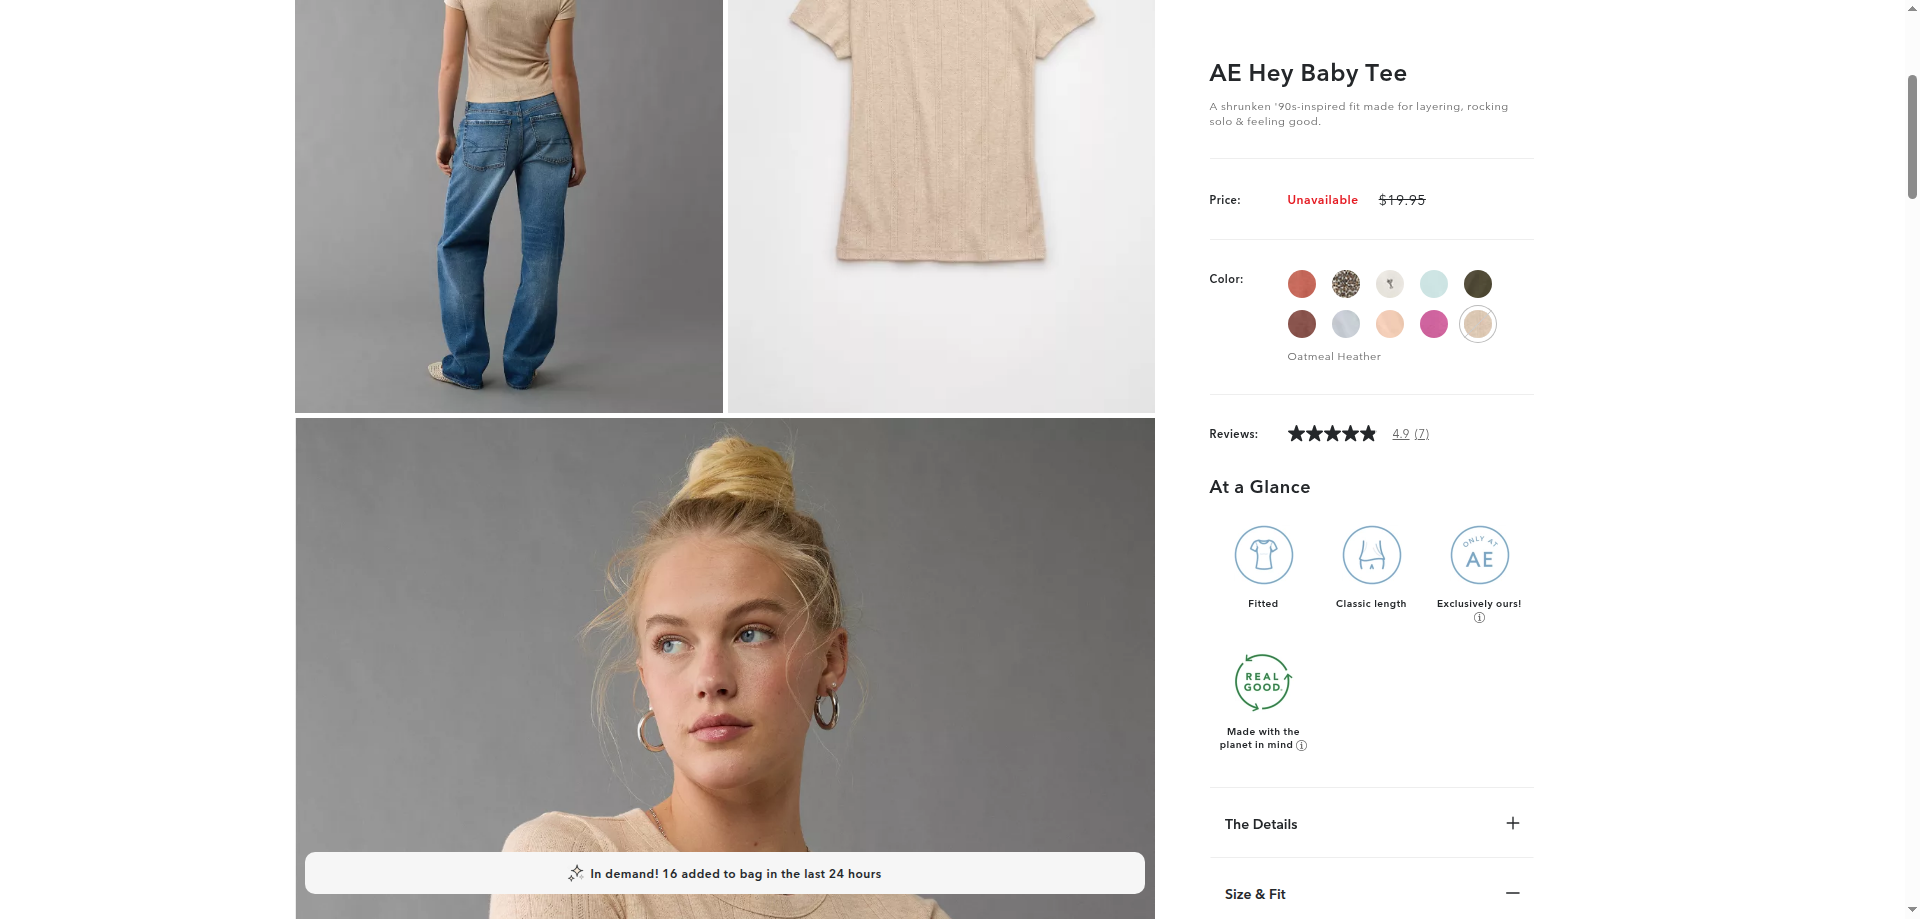 AE Hey Baby Tee
A shrunken '90s-inspired fit made for layering, rocking
solo & feeling good.
Price:
Unavailable
$19.95
Color:
Oatmeal Heather
Reviews:
4.9 (7)
At a Glance
ONLY AT
AE
Fitted
Classic length
Exclusively ours!
REAL
GOOD.
Made with the
planet in mind
The Details
In demand! 16 added to bag in the last 24 hours
Size & Fit